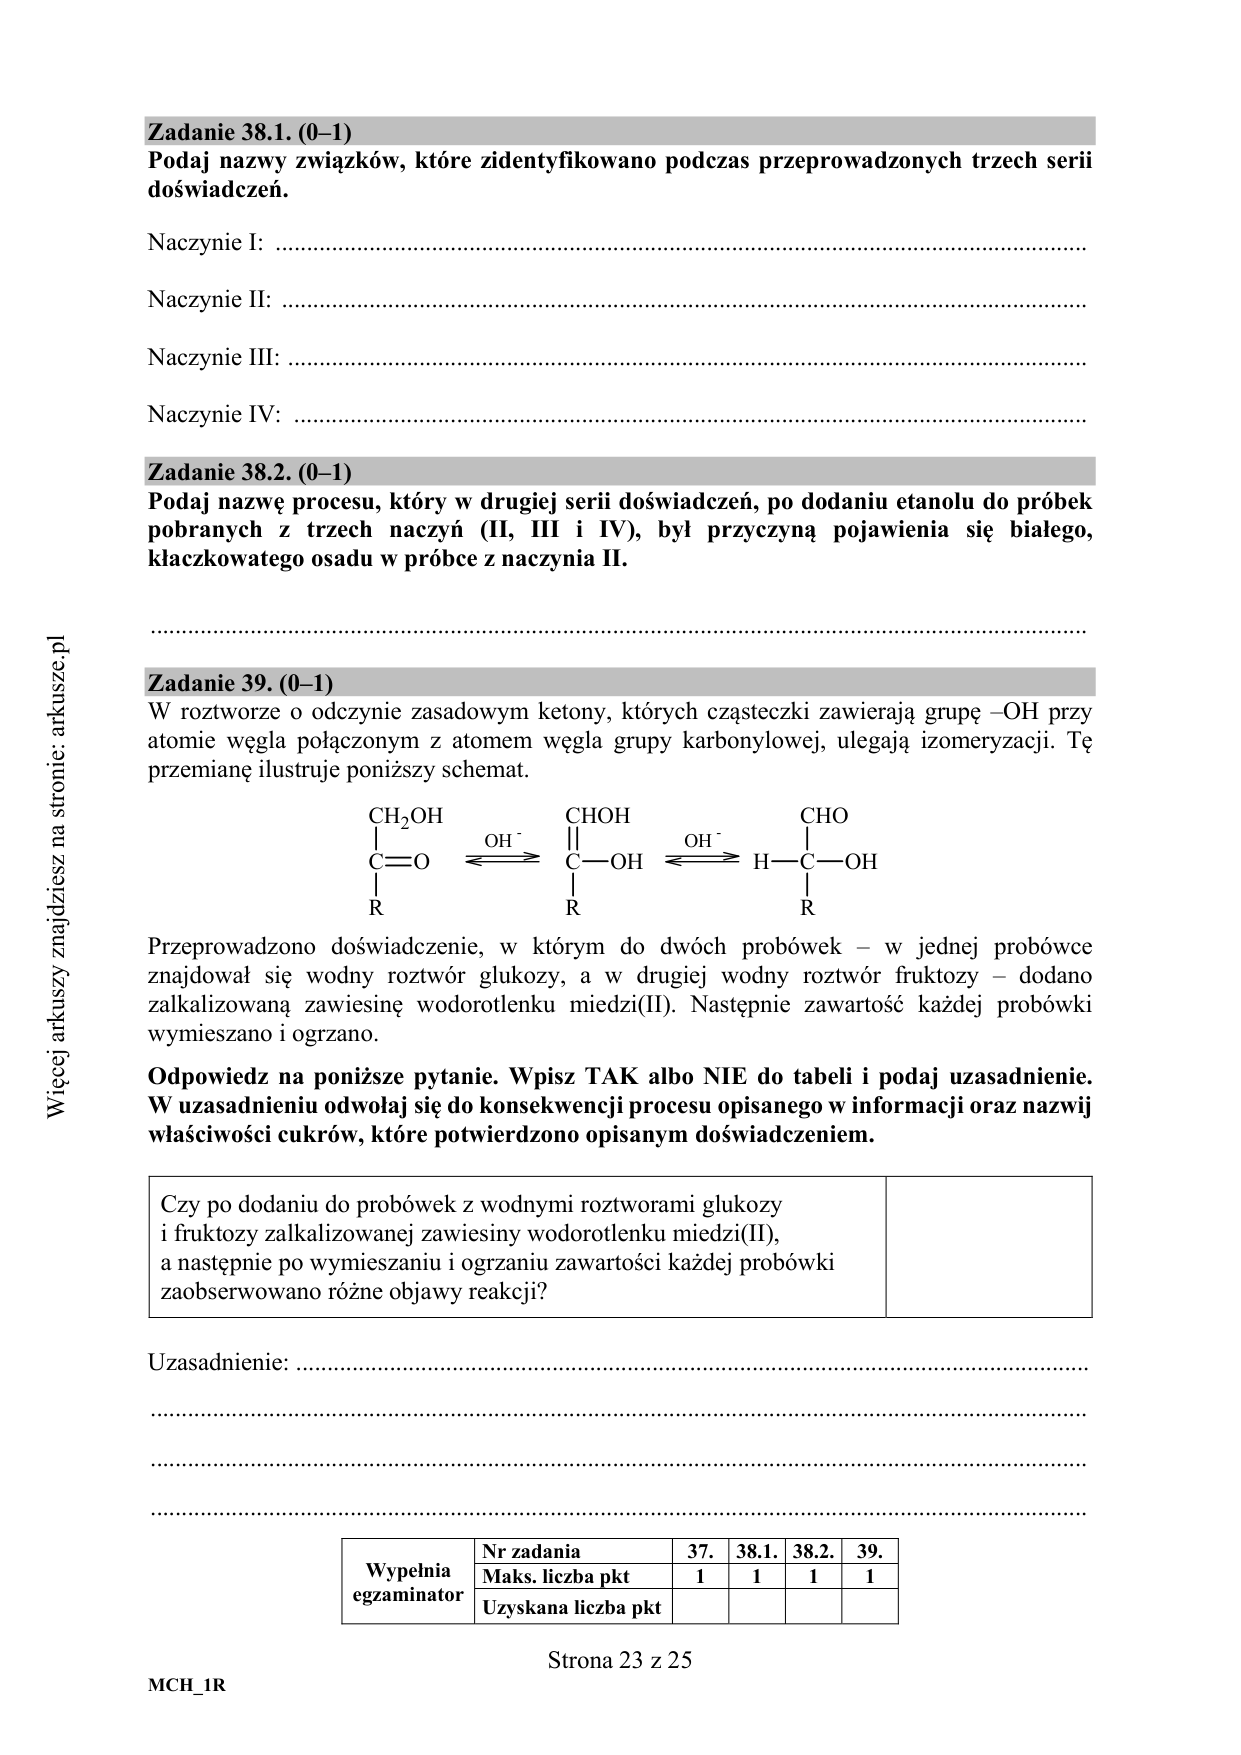 Zadanie 38.1. (0–1)
Podaj nazwy związków, które zidentyfikowano podczas przeprowadzonych trzech serii
doświadczeń.
Naczynie I: ..................................................................................................................................
Naczynie II: .................................................................................................................................
Naczynie III: ................................................................................................................................
Naczynie IV: ...............................................................................................................................
Zadanie 38.2. (0–1)
Podaj nazwę procesu, który w drugiej serii doświadczeń, po dodaniu etanolu do próbek
pobranych z trzech naczyń (II, III i IV), był przyczyną pojawienia się białego,
kłaczkowatego osadu w próbce z naczynia II.
......................................................................................................................................................
Zadanie 39. (0–1)
W roztworze o odczynie zasadowym ketony, których cząsteczki zawierają grupę –OH przy
atomie węgla połączonym z atomem węgla grupy karbonylowej, ulegają izomeryzacji. Tę
przemianę ilustruje poniższy schemat.
CH2OH CHOH CHO
OH - OH -
C=O C—OH H—C—OH
R R R
Przeprowadzono doświadczenie, w którym do dwóch probówek – w jednej probówce
znajdował się wodny roztwór glukozy, a w drugiej wodny roztwór fruktozy – dodano
zalkalizowaną zawiesinę wodorotlenku miedzi(II). Następnie zawartość każdej probówki
wymieszano i ogrzano.
Odpowiedz na poniższe pytanie. Wpisz TAK albo NIE do tabeli i podaj uzasadnienie.
W uzasadnieniu odwołaj się do konsekwencji procesu opisanego w informacji oraz nazwij
właściwości cukrów, które potwierdzono opisanym doświadczeniem.
Czy po dodaniu do probówek z wodnymi roztworami glukozy
i fruktozy zalkalizowanej zawiesiny wodorotlenku miedzi(II),
a następnie po wymieszaniu i ogrzaniu zawartości każdej probówki
zaobserwowano różne objawy reakcji?
Uzasadnienie: ...............................................................................................................................
......................................................................................................................................................
......................................................................................................................................................
......................................................................................................................................................
Wypełnia
egzaminator
Nr zadania 37. 38.1. 38.2. 39.
Maks. liczba pkt 1 1 1 1
Uzyskana liczba pkt
Strona 23 z 25
MCH_1R
Więcej arkuszy znajdziesz na stronie: arkusze.pl